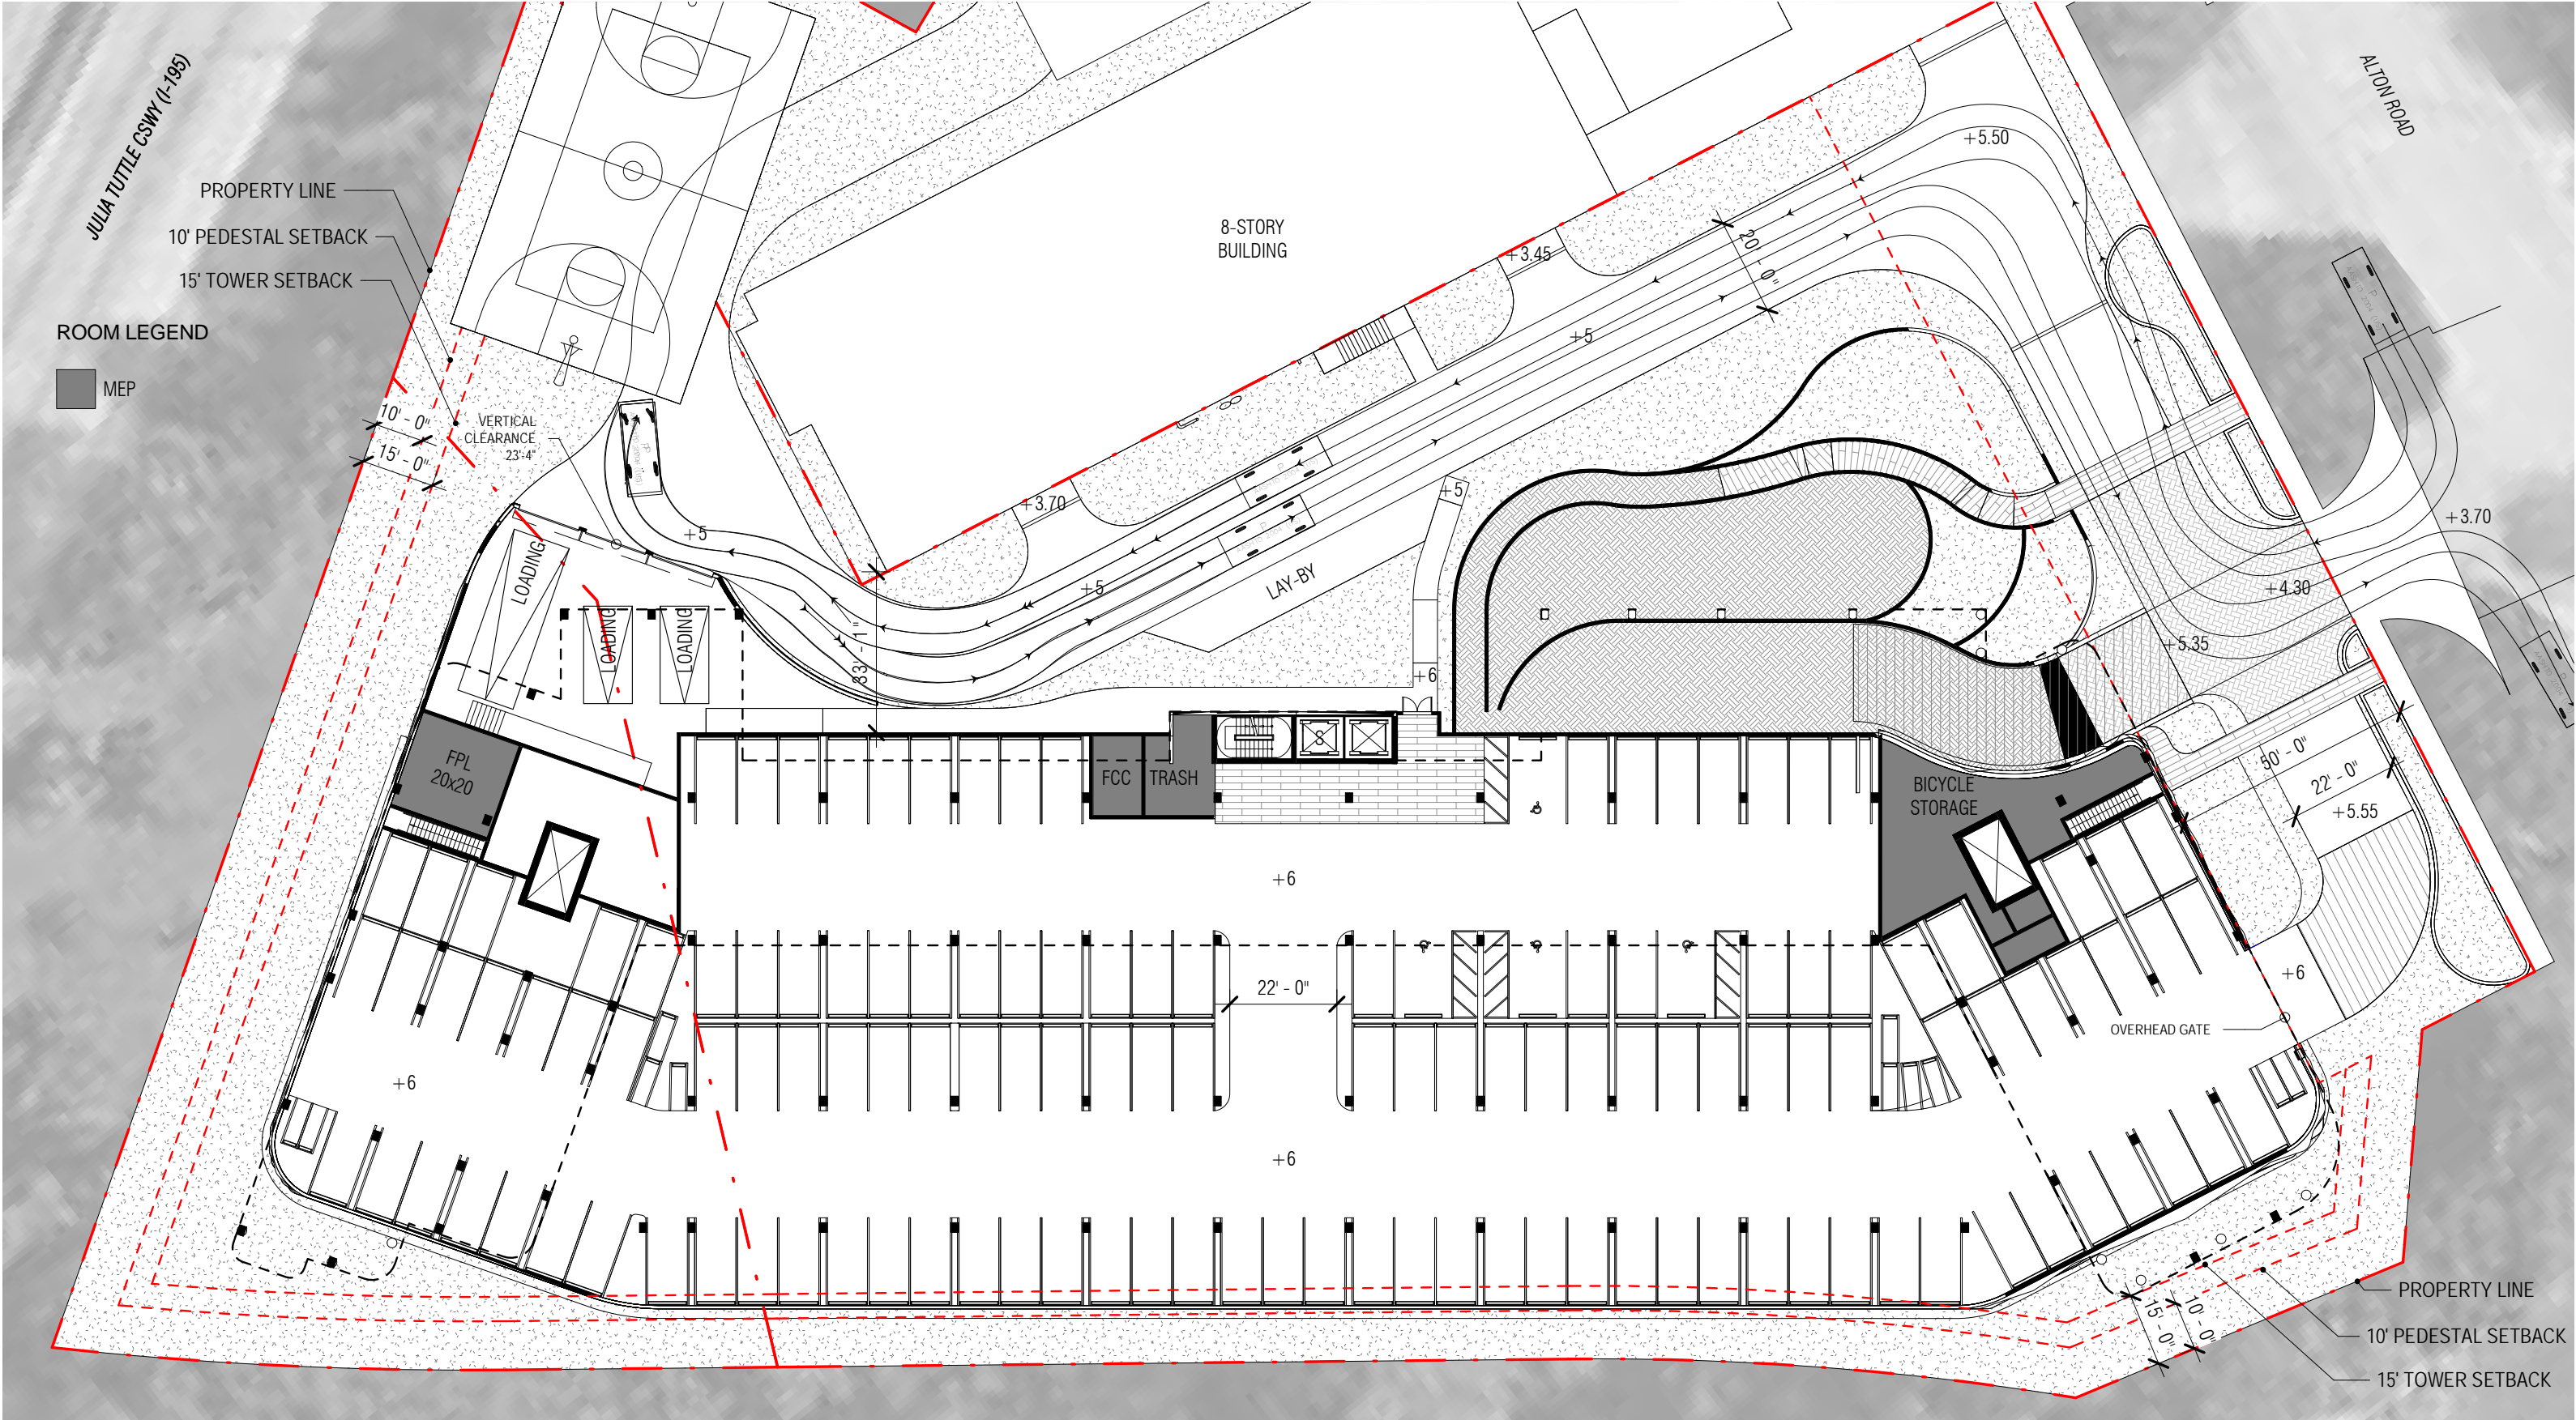 JULIA TUTTLE CSWY (I-195)
PROPERTY LINE
10' PEDESTAL SETBACK
15' TOWER SETBACK
ROOM LEGEND
MEP
10' - 0"
15' - 0"
VERTICAL
CLEARANCE
23'-4"
8-STORY
BUILDING
ALTON ROAD
+5.50
+3.45
20' - 0"
+5
+3.70
+5
+5
+5
LAY-BY
33' - 1"
+6
+3.70
+4.30
+5.35
LOADING
LOADING
LOADING
FPL
20x20
FCC
TRASH
S
BICYCLE
STORAGE
50' - 0"
22' - 0"
+5.55
+6
+6
22' - 0"
OVERHEAD GATE
+6
+6
15' - 0"
10' - 0"
PROPERTY LINE
10' PEDESTAL SETBACK
15' TOWER SETBACK